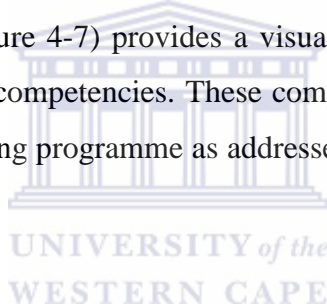 ure 4-7) provides a visua
competencies. These com
ng programme as addresse
UNIVERSITY of the
WESTERN CAPE